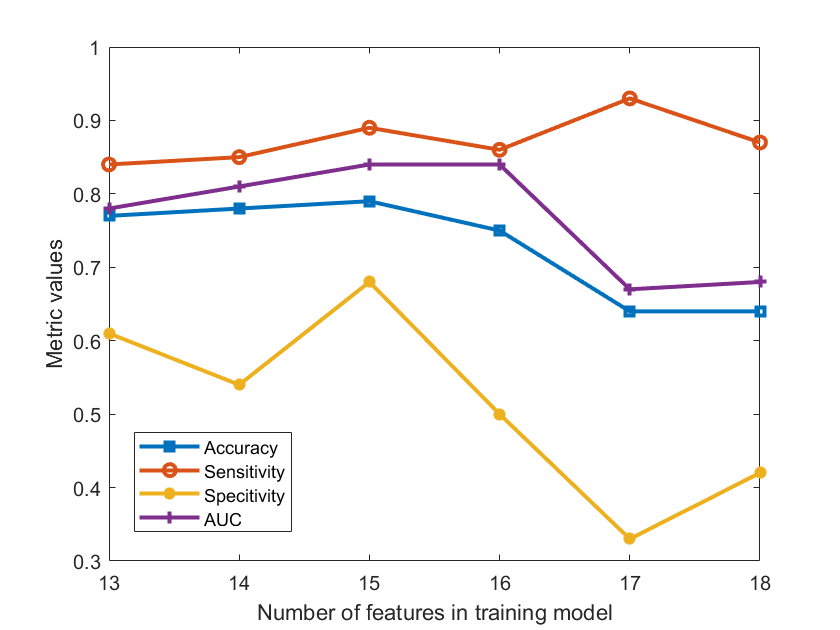 1
0.9
0.8
0.7
0.6
0.5
0.4
0.3
Metric values
Accuracy
Sensitivity
Specitivity
AUC
13 14 15 16 17 18
Number of features in training model